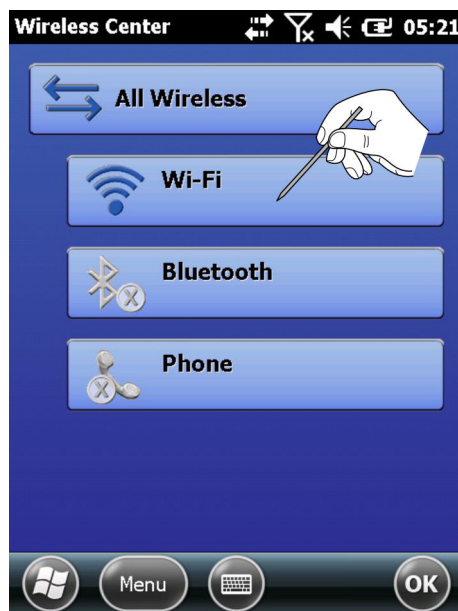 Wireless Center 05:21
All Wireless
Wi-Fi
Bluetooth
Phone
Menu OK